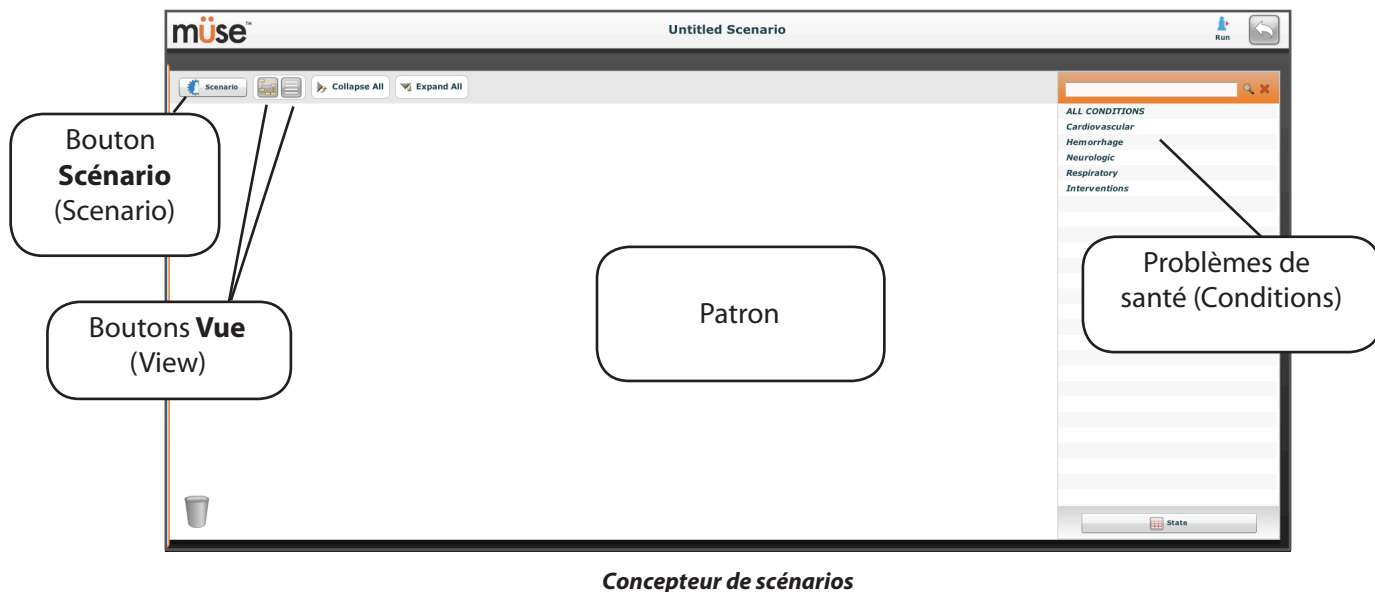 müse™
Untitled Scenario
Run
Scenario
Collapse All
Expand All
ALL CONDITIONS
Cardiovascular
Hemorrhage
Neurologic
Respiratory
Interventions
Bouton
Scénario
(Scenario)
Boutons Vue
(View)
Patron
Problèmes de
santé (Conditions)
State
Concepteur de scénarios